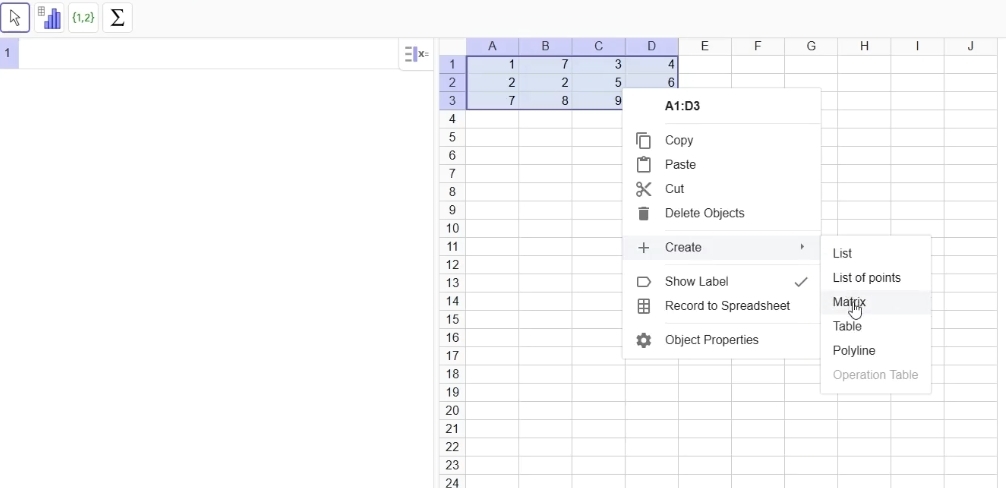 {1,2} Σ
1 x=
A B C D E F G H I J
1 1 7 3 4
2 2 2 5 6
3 7 8 9
4
5
6
7
8
9
10
11
12
13
14
15
16
17
18
19
20
21
22
23
24
A1:D3
Copy
Paste
Cut
Delete Objects
Create
Show Label
Record to Spreadsheet
Object Properties
List
List of points
Matrix
Table
Polyline
Operation Table